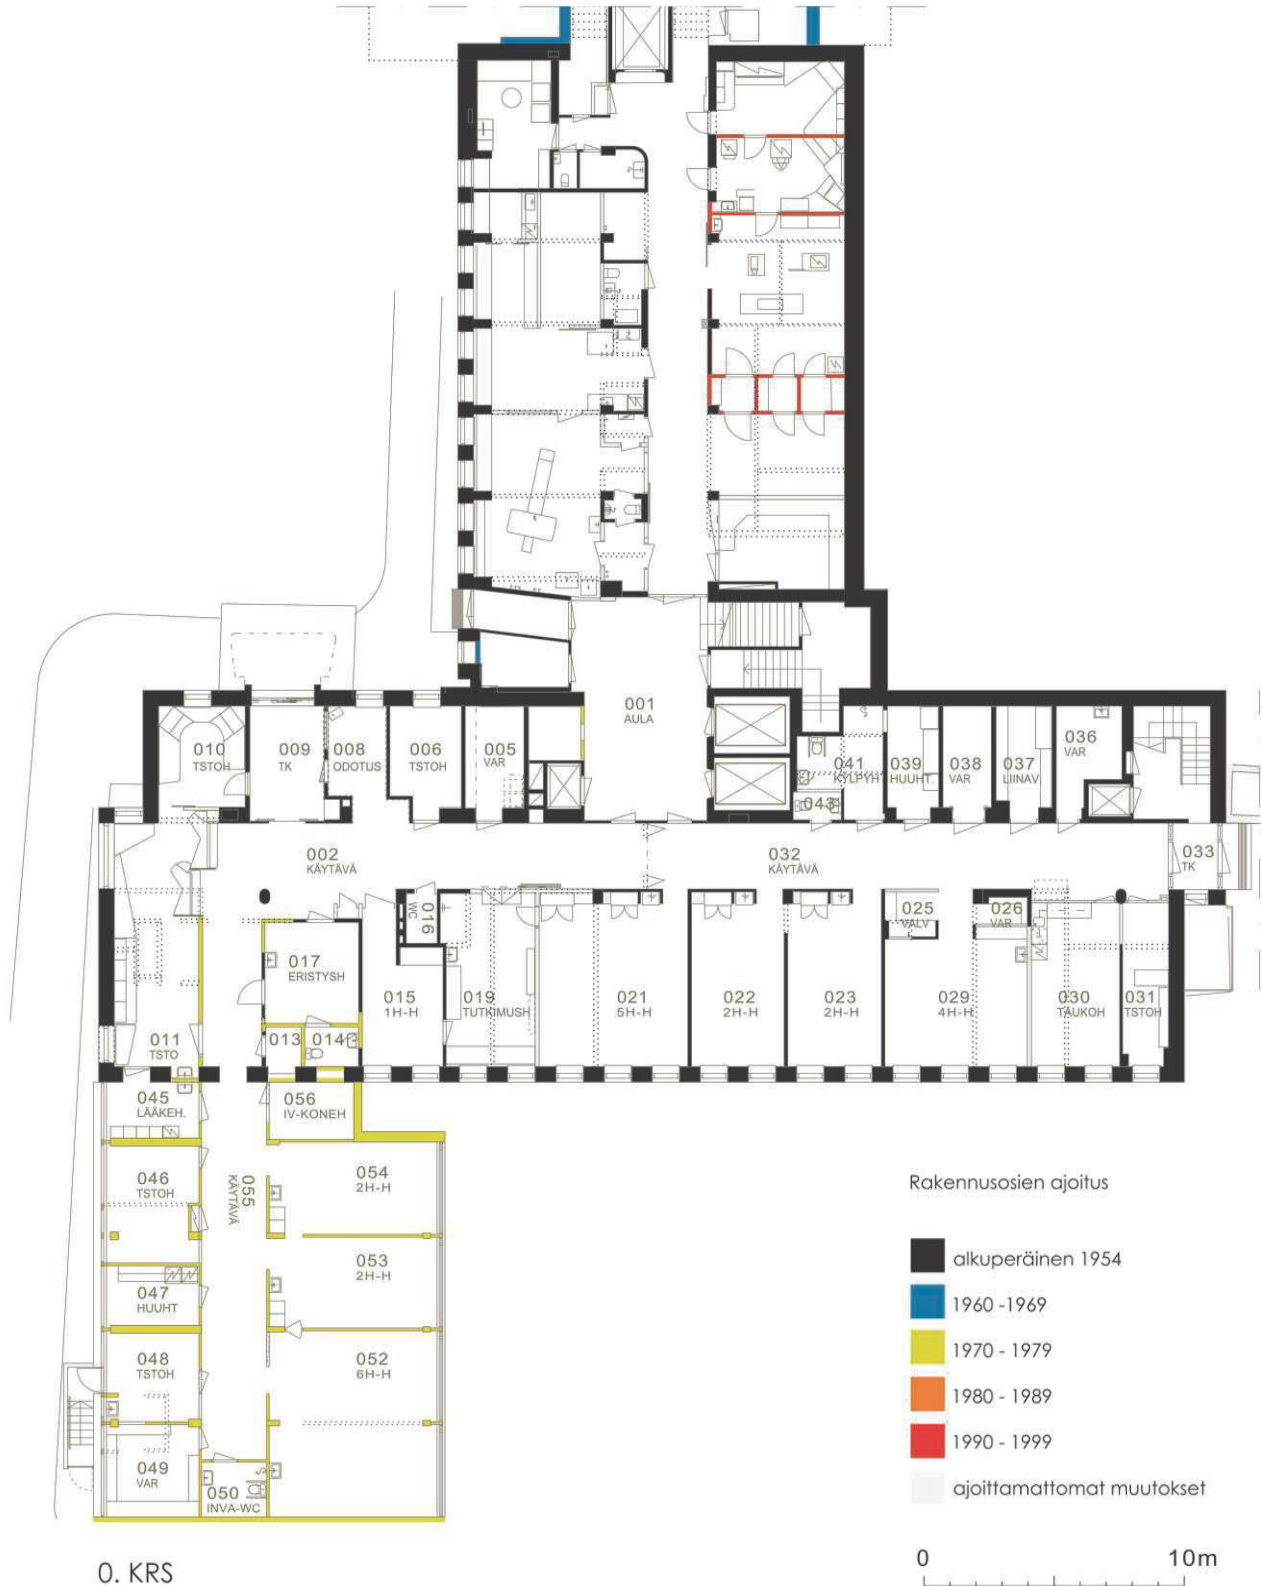 001
AULA
010
TSTOH
009
TK
008
ODOTUS
006
TSTOH
005
VAR
041
KYLPYH
043
039
HUUHT.
038
VAR
037
LIINAV
036
VAR
002
KÄYTÄVÄ
032
KÄYTÄVÄ
033
TK
016
WC
025
VALV
026
VAR
017
ERISTYSH
015
1H-H
019
TUTKIMUSH
021
5H-H
022
2H-H
023
2H-H
029
4H-H
030
TAUKOH
031
TSTOH
011
TSTO
013
014
045
LÄÄKEH.
056
IV-KONEH
046
TSTOH
055
KÄYTÄVÄ
054
2H-H
053
2H-H
047
HUUHT
048
TSTOH
052
6H-H
049
VAR
050
INVA-WC
Rakennusosien ajoitus
alkuperäinen 1954
1960 -1969
1970 - 1979
1980 - 1989
1990 - 1999
ajoittamattomat muutokset
0. KRS
0 10m